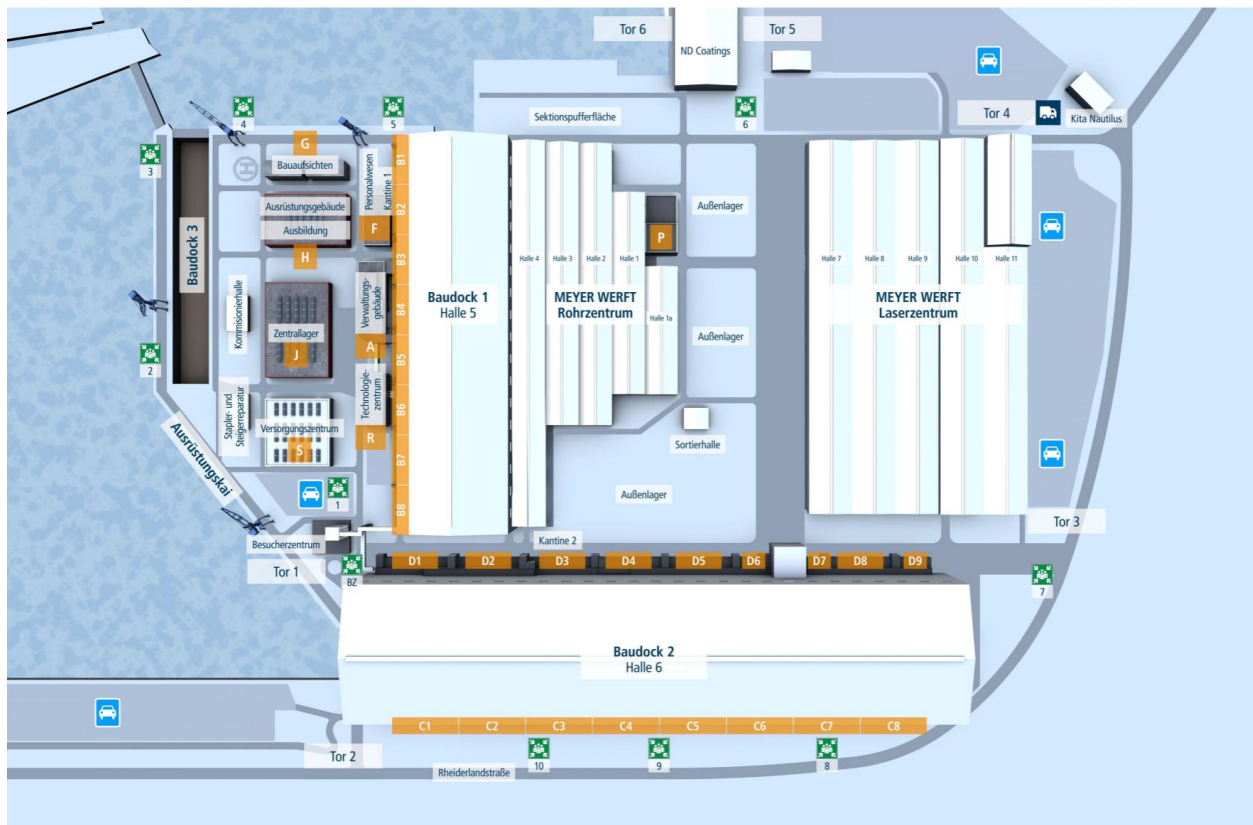 Tor 6
Tor 5
ND Coatings
Tor 4
Kita Nautilus
4
5
6
Sektionspufferfläche
G
Bauaufsichten
3
H
Personalwesen
Kantine 1
B1
Ausrüstungsgebäude
Ausbildung
F
B2
P
Außenlager
Baudock 3
H
B3
Halle 4
Halle 3
Halle 2
Halle 1
Halle 7
Halle 8
Halle 9
Halle 10
Halle 11
Kommisionierhalle
Verwaltungs-
gebäude
B4
Baudock 1
Halle 5
MEYER WERFT
Rohrzentrum
Halle 1a
MEYER WERFT
Laserzentrum
Zentrallager
J
A
B5
Außenlager
2
Stapler- und
Steigerreparatur
Versorgungszentrum
S
Technologie-
zentrum
R
B6
Sortierhalle
Ausrüstungskai
B7
1
B8
Außenlager
Tor 3
Besucherzentrum
Kantine 2
Tor 1
BZ
D1
D2
D3
D4
D5
D6
D7
D8
D9
7
Baudock 2
Halle 6
C1
C2
C3
C4
C5
C6
C7
C8
Tor 2
10
9
8
Rheiderlandstraße